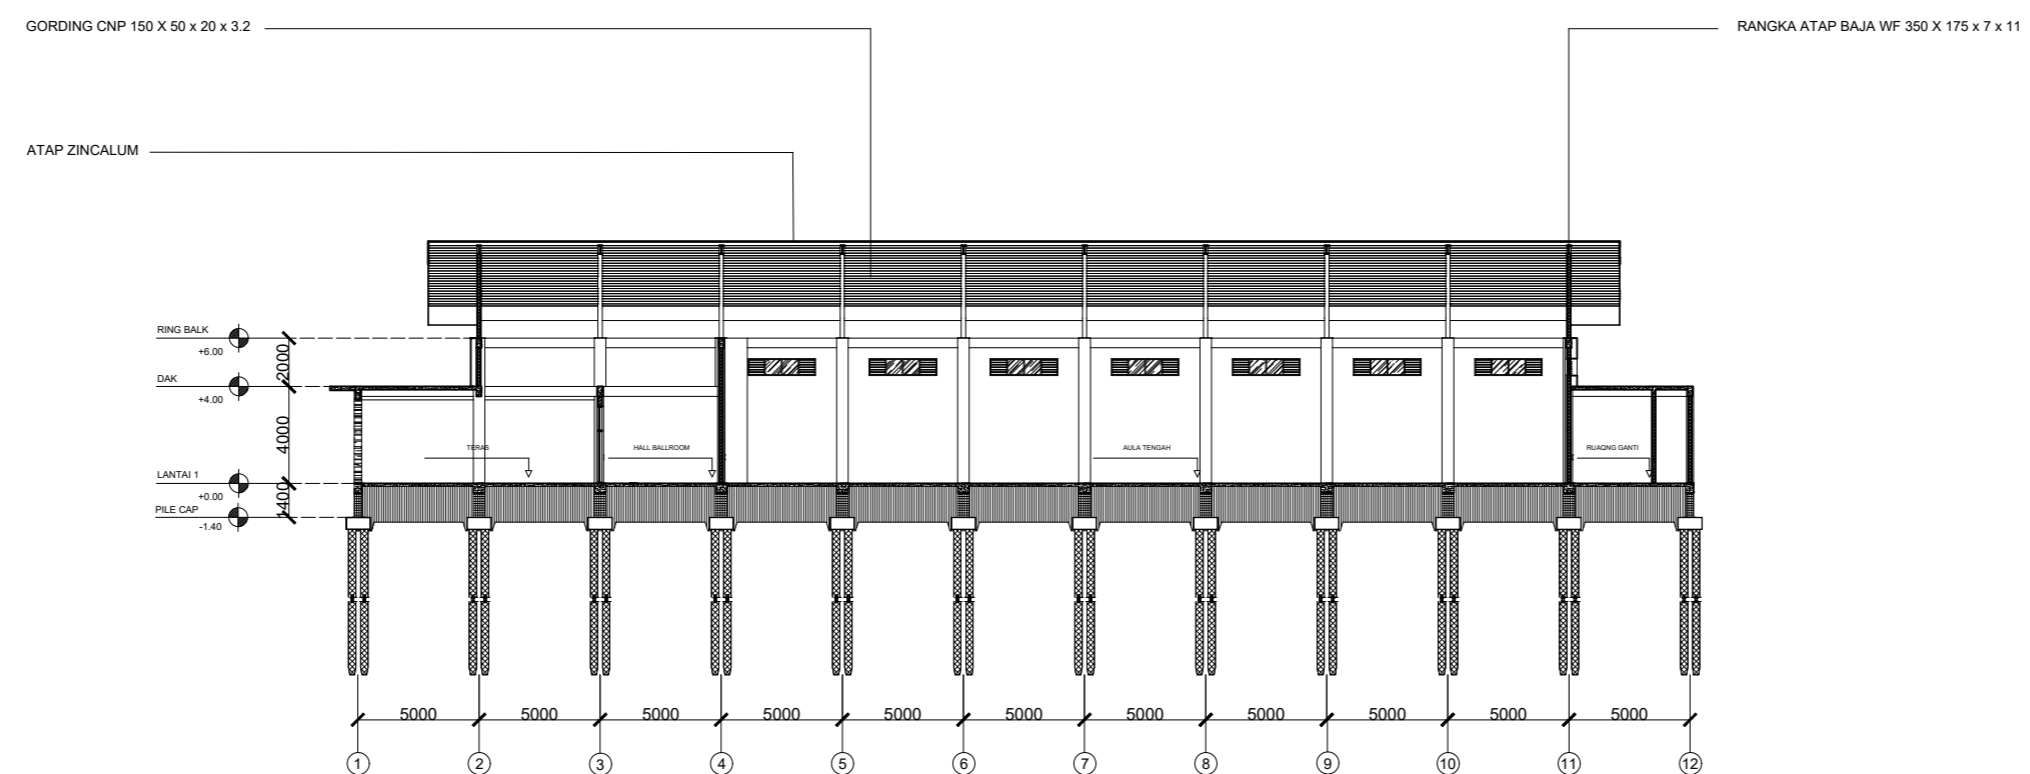 GORDING CNP 150 X 50 x 20 x 3.2
RANGKA ATAP BAJA WF 350 X 175 x 7 x 11
ATAP ZINCALUM
RING BALK
+6.00
2000
DAK
+4.00
4000
TERAS
HALL BALLROOM
AULA TENGAH
RUAQNG GANTI
LANTAI 1
+0.00
1400
PILE CAP
-1.40
5000 5000 5000 5000 5000 5000 5000 5000 5000 5000 5000
1 2 3 4 5 6 7 8 9 10 11 12